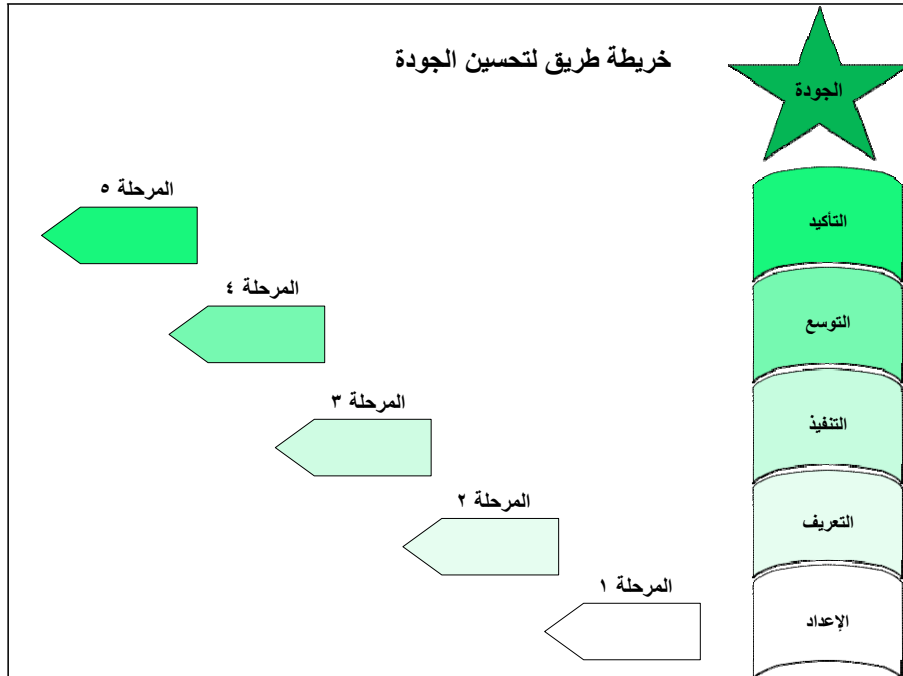 خريطة طريق لتحسين الجودة
الجودة
المرحلة ٥
التأكيد
المرحلة ٤
التوسع
المرحلة ٣
التنفيذ
المرحلة ٢
التعريف
المرحلة ١
الإعداد